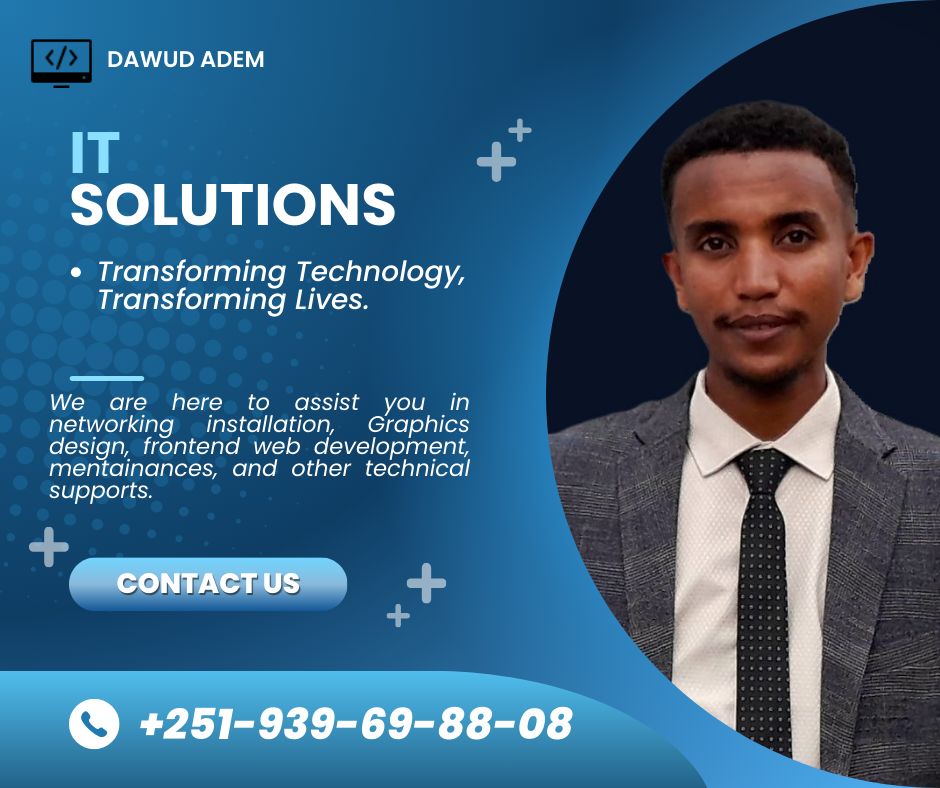 </>
DAWUD ADEM
IT
SOLUTIONS
• Transforming Technology,
Transforming Lives.
We are here to assist you in
networking installation, Graphics
design, frontend web development,
mentainances, and other technical
supports.
CONTACT US
+251-939-69-88-08